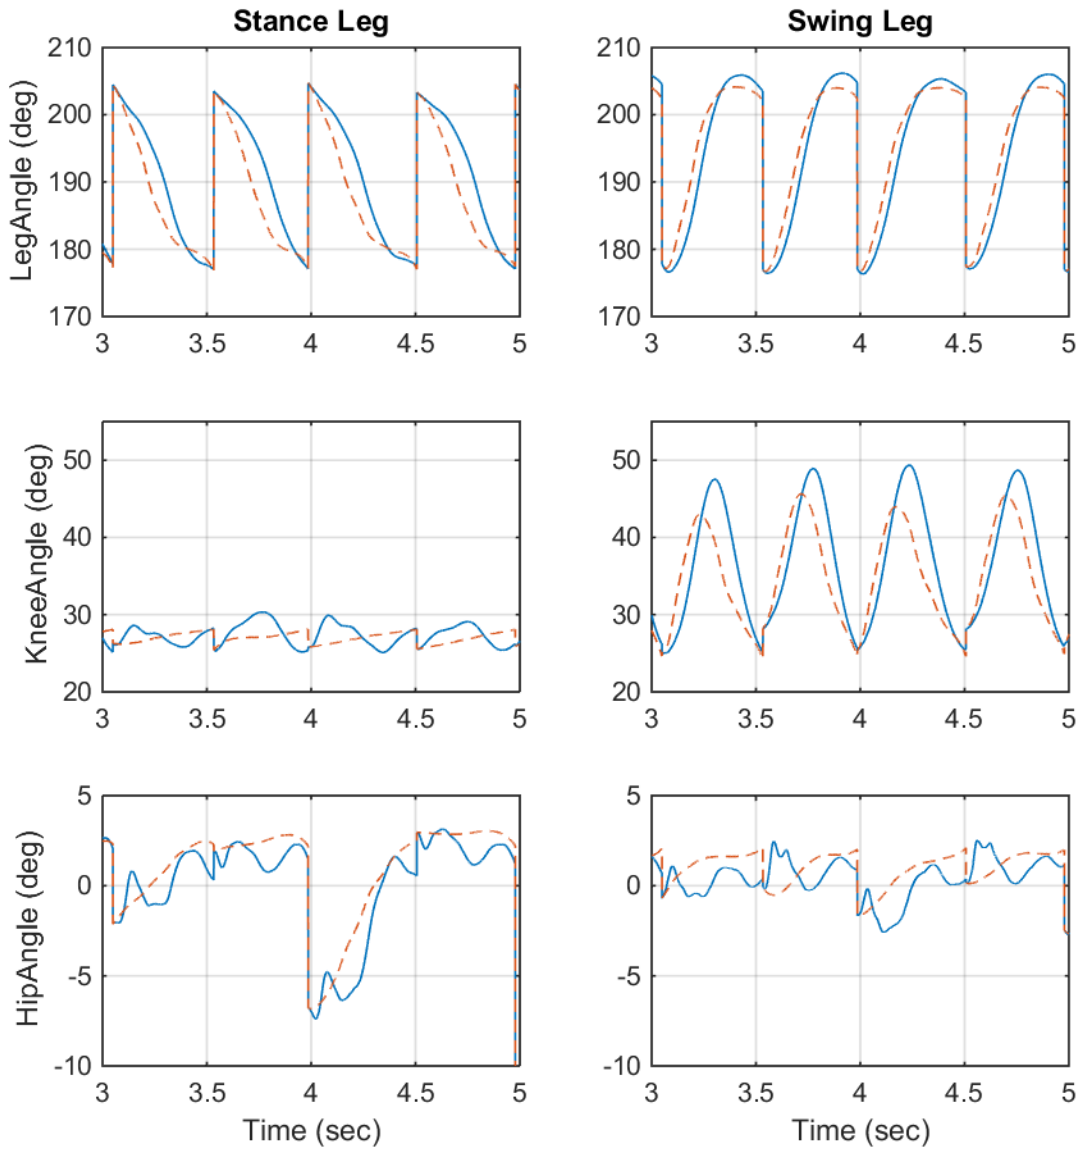 Stance Leg
Swing Leg
LegAngle (deg)
210
200
190
180
170
3 3.5 4 4.5 5
210
200
190
180
170
3 3.5 4 4.5 5
KneeAngle (deg)
50
40
30
20
3 3.5 4 4.5 5
50
40
30
20
3 3.5 4 4.5 5
HipAngle (deg)
5
0
-5
-10
3 3.5 4 4.5 5
Time (sec)
5
0
-5
-10
3 3.5 4 4.5 5
Time (sec)